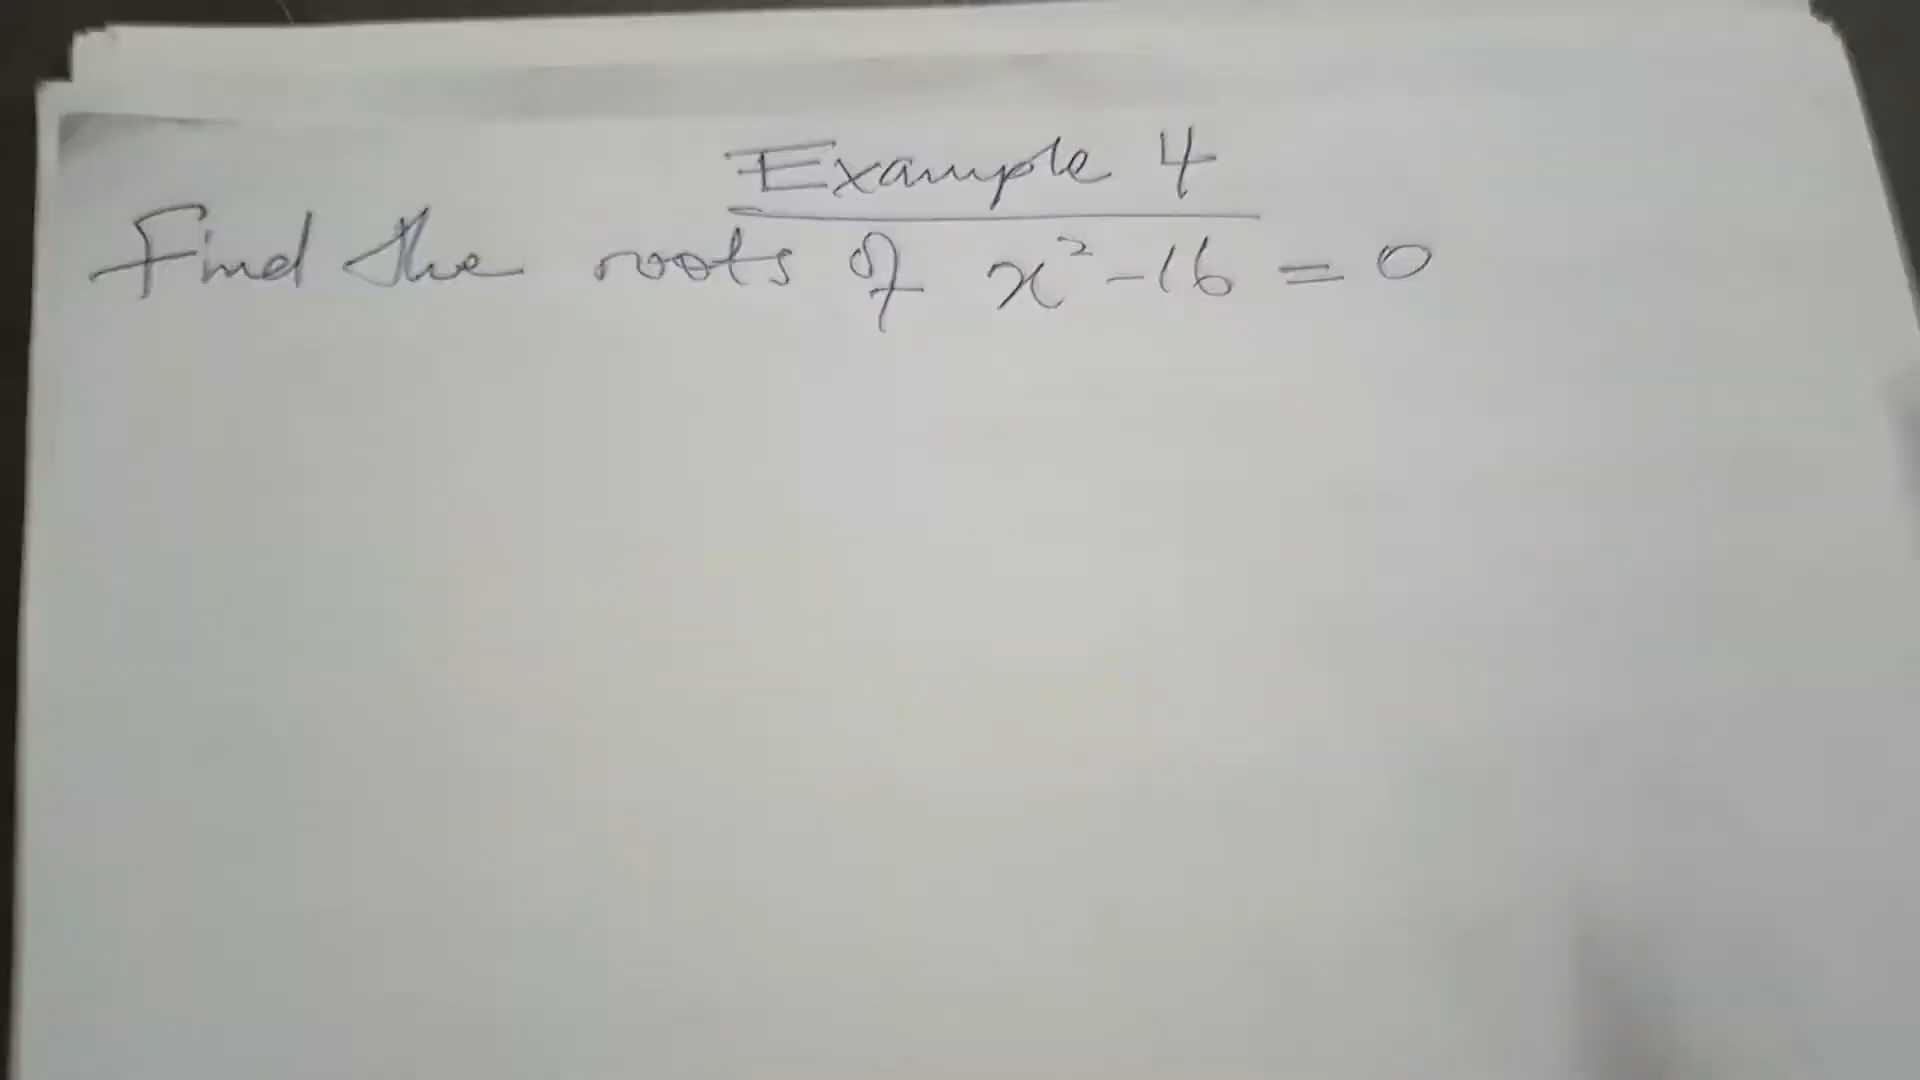 Example 4
Find the roots of x² - 16 = 0